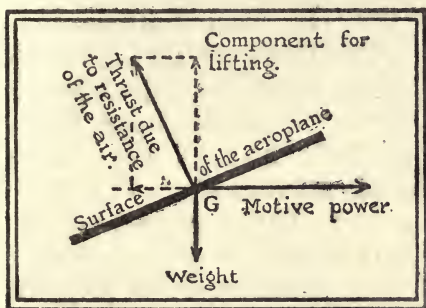 Component for
lifting.
Thrust due
to resistance
of the air.
Surface of the aeroplane
h
G Motive power.
Weight